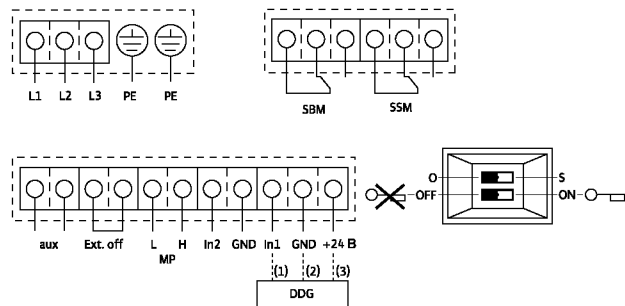 L1 L2 L3 PE PE
SBM SSM
O S
OFF ON
aux Ext. off L H In2 GND In1 GND +24 B
MP
(1) (2) (3)
DDG